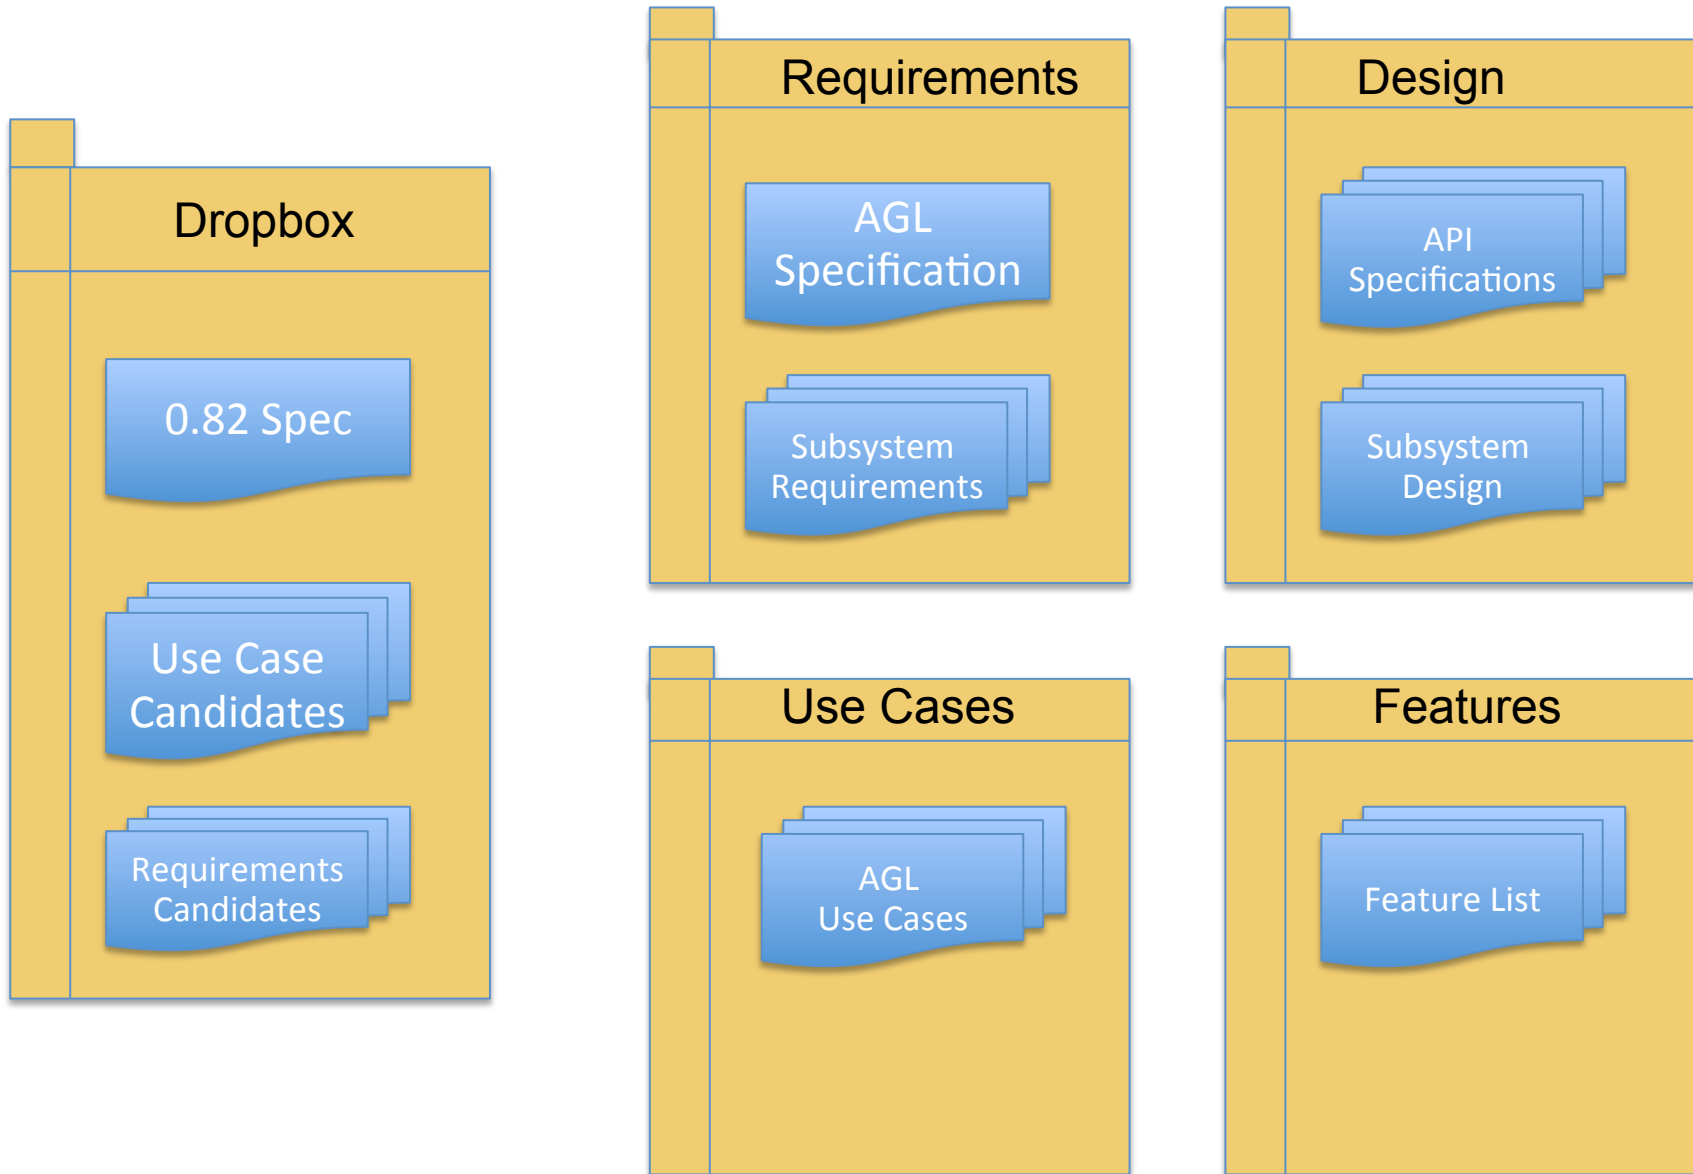 Dropbox
0.82 Spec
Use Case
Candidates
Requirements
Candidates
Requirements
AGL
Specification
Subsystem
Requirements
Design
API
Specifications
Subsystem
Design
Use Cases
AGL
Use Cases
Features
Feature List